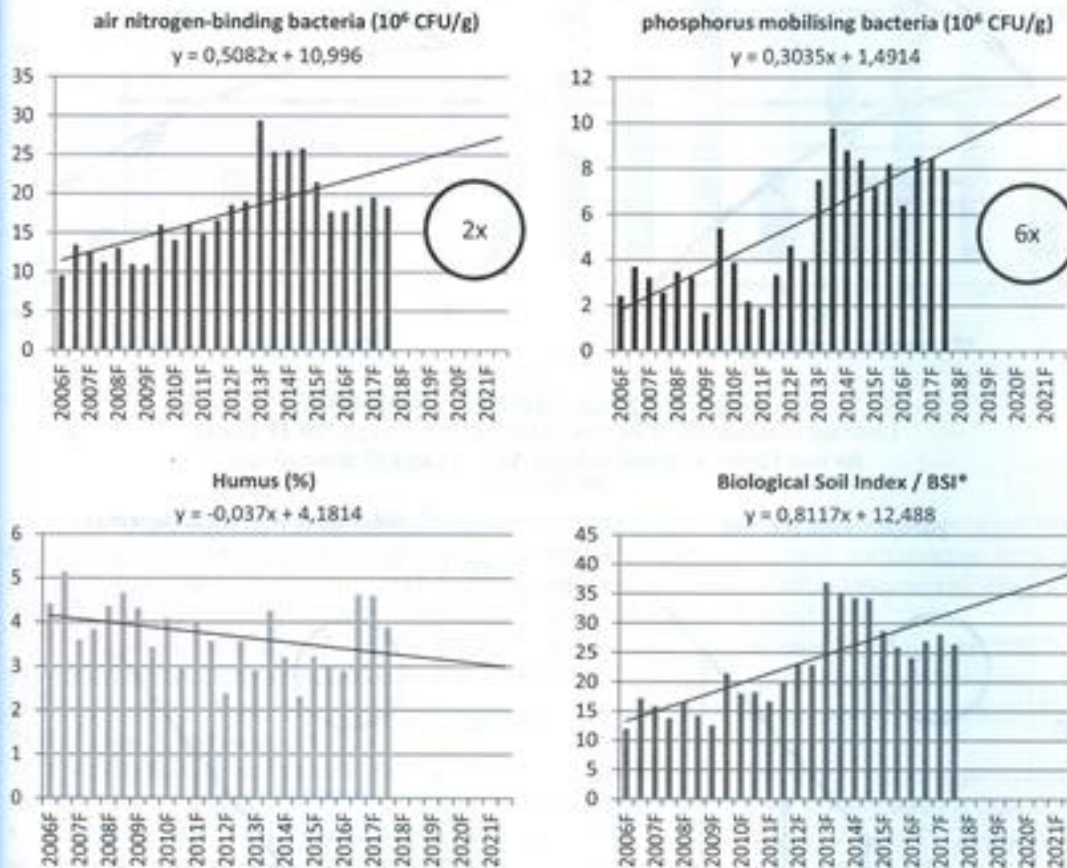 air nitrogen-binding bacteria (10⁶ CFU/g)
y = 0,5082x + 10,996
35
30
25
20
15
10
5
0
2x
2006F
2007F
2008F
2009F
2010F
2011F
2012F
2013F
2014F
2015F
2016F
2017F
2018F
2019F
2020F
2021F
phosphorus mobilising bacteria (10⁶ CFU/g)
y = 0,3035x + 1,4914
12
10
8
6
4
2
0
6x
2006F
2007F
2008F
2009F
2010F
2011F
2012F
2013F
2014F
2015F
2016F
2017F
2018F
2019F
2020F
2021F
Humus (%)
y = -0,037x + 4,1814
6
5
4
3
2
1
0
2006F
2007F
2008F
2009F
2010F
2011F
2012F
2013F
2014F
2015F
2016F
2017F
2018F
2019F
2020F
2021F
Biological Soil Index / BSI*
y = 0,8117x + 12,488
45
40
35
30
25
20
15
10
5
0
2006F
2007F
2008F
2009F
2010F
2011F
2012F
2013F
2014F
2015F
2016F
2017F
2018F
2019F
2020F
2021F